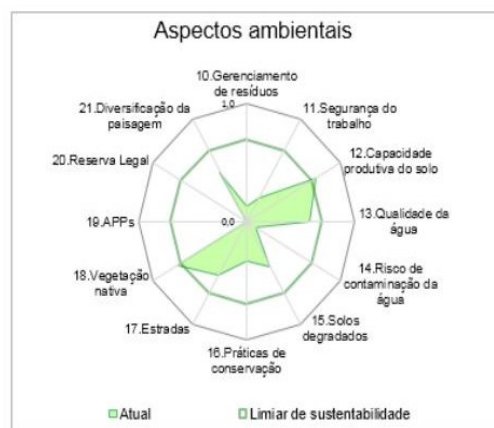 Aspectos ambientais
10.Gerenciamento
de resíduos
1,0
11.Segurança do
trabalho
12.Capacidade
produtiva do solo
13.Qualidade da
água
14.Risco de
contaminação da
água
15.Solos
degradados
16.Práticas de
conservação
17.Estradas
18.Vegetação
nativa
19.APPs
20.Reserva Legal
21.Diversificação da
paisagem
0,0
Atual
Limiar de sustentabilidade